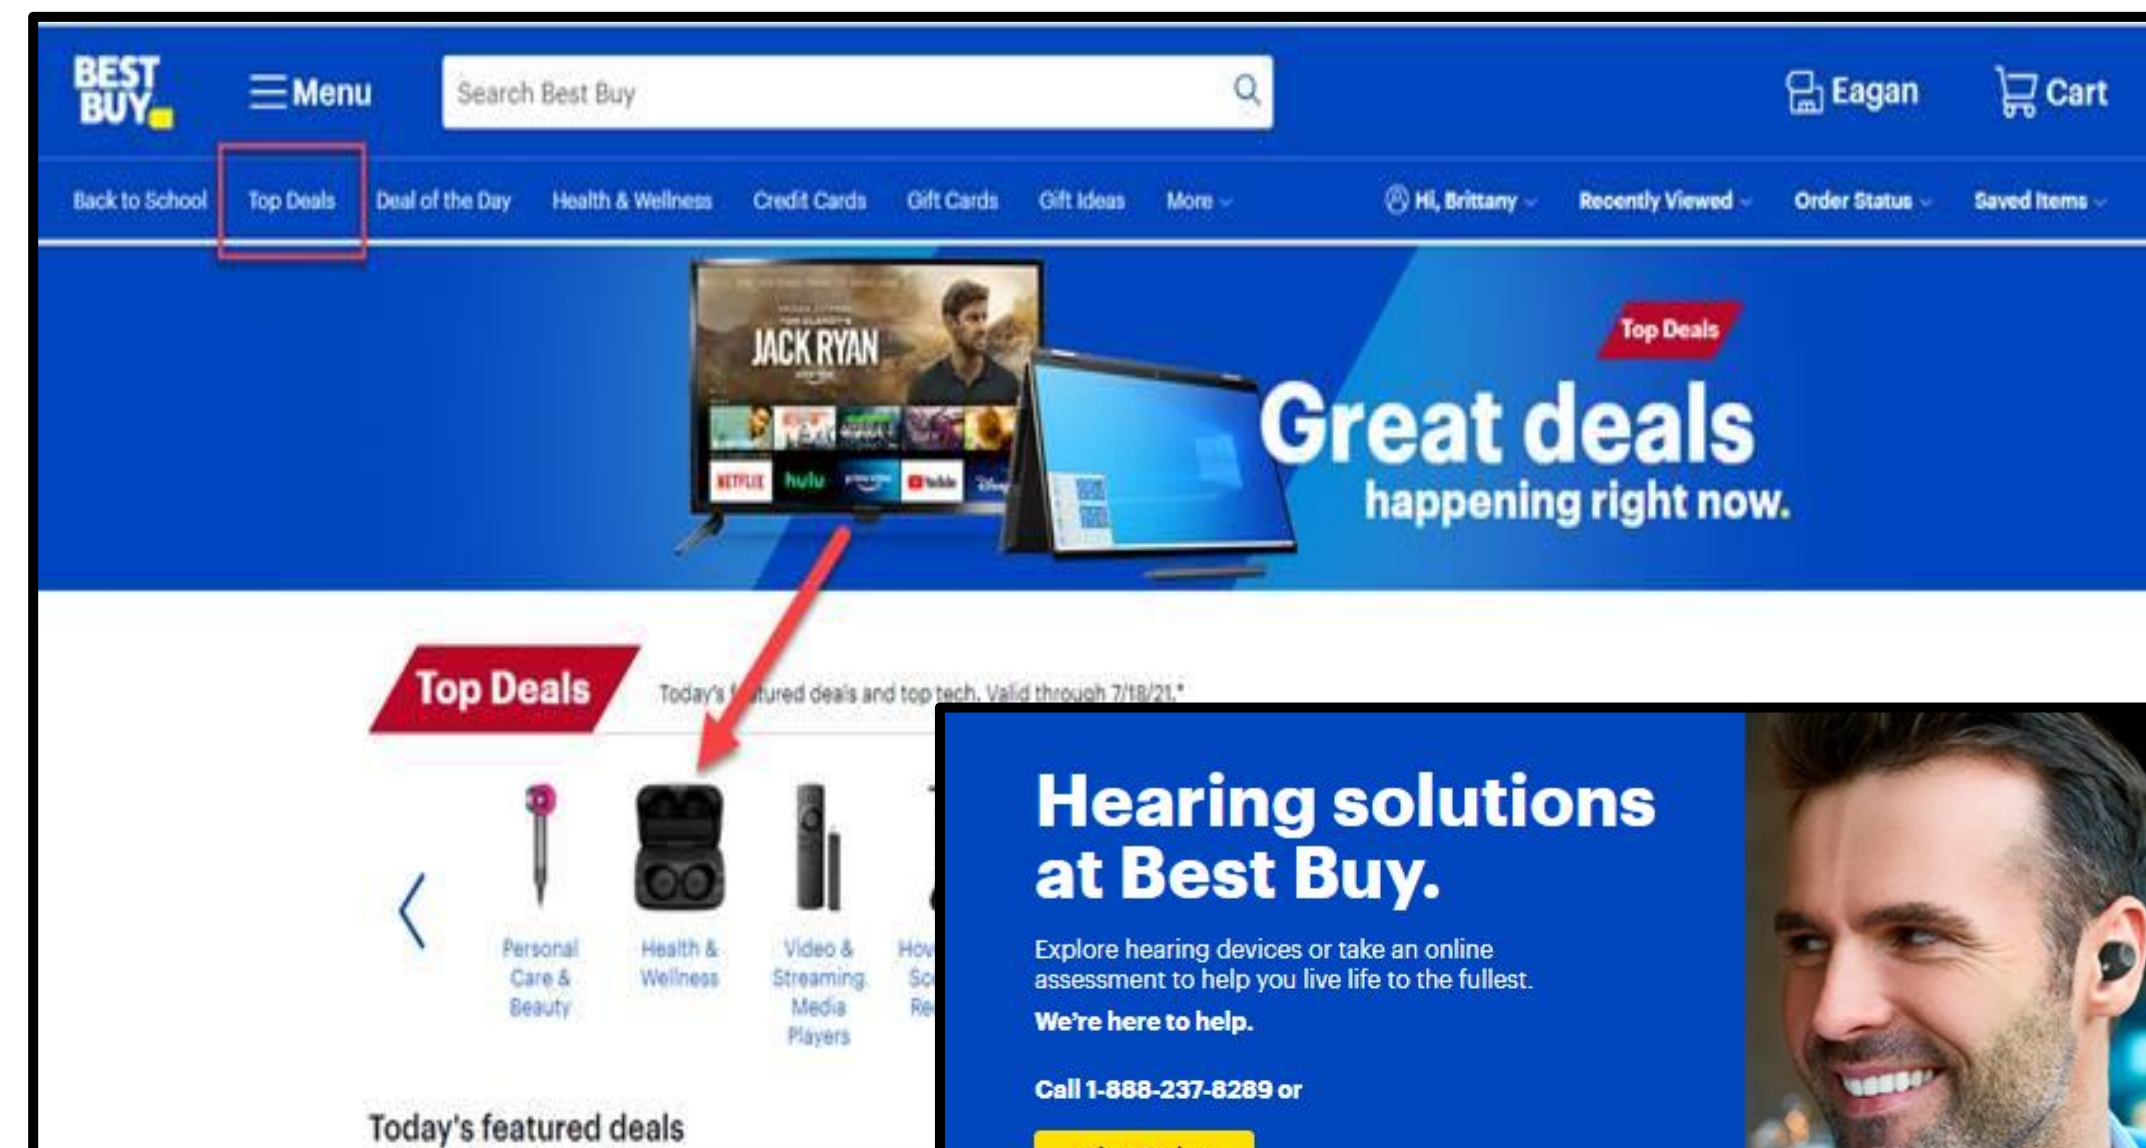 BEST
BUY
Menu
Search Best Buy
Eagan
Cart
Back to School
Top Deals
Deal of the Day
Health & Wellness
Credit Cards
Gift Cards
Gift Ideas
More
Hi, Brittany
Recently Viewed
Order Status
Saved Items
JACK RYAN
NETFLIX
hulu
prime video
YouTube
Top Deals
Great deals
happening right now.
Top Deals
Today's featured deals and top tech. Valid through 7/18/21.*
Personal
Care &
Beauty
Health &
Wellness
Video &
Streaming
Media
Players
Today's featured deals
Hearing solutions
at Best Buy.
Explore hearing devices or take an online
assessment to help you live life to the fullest.
We're here to help.
Call 1-888-237-8289 or